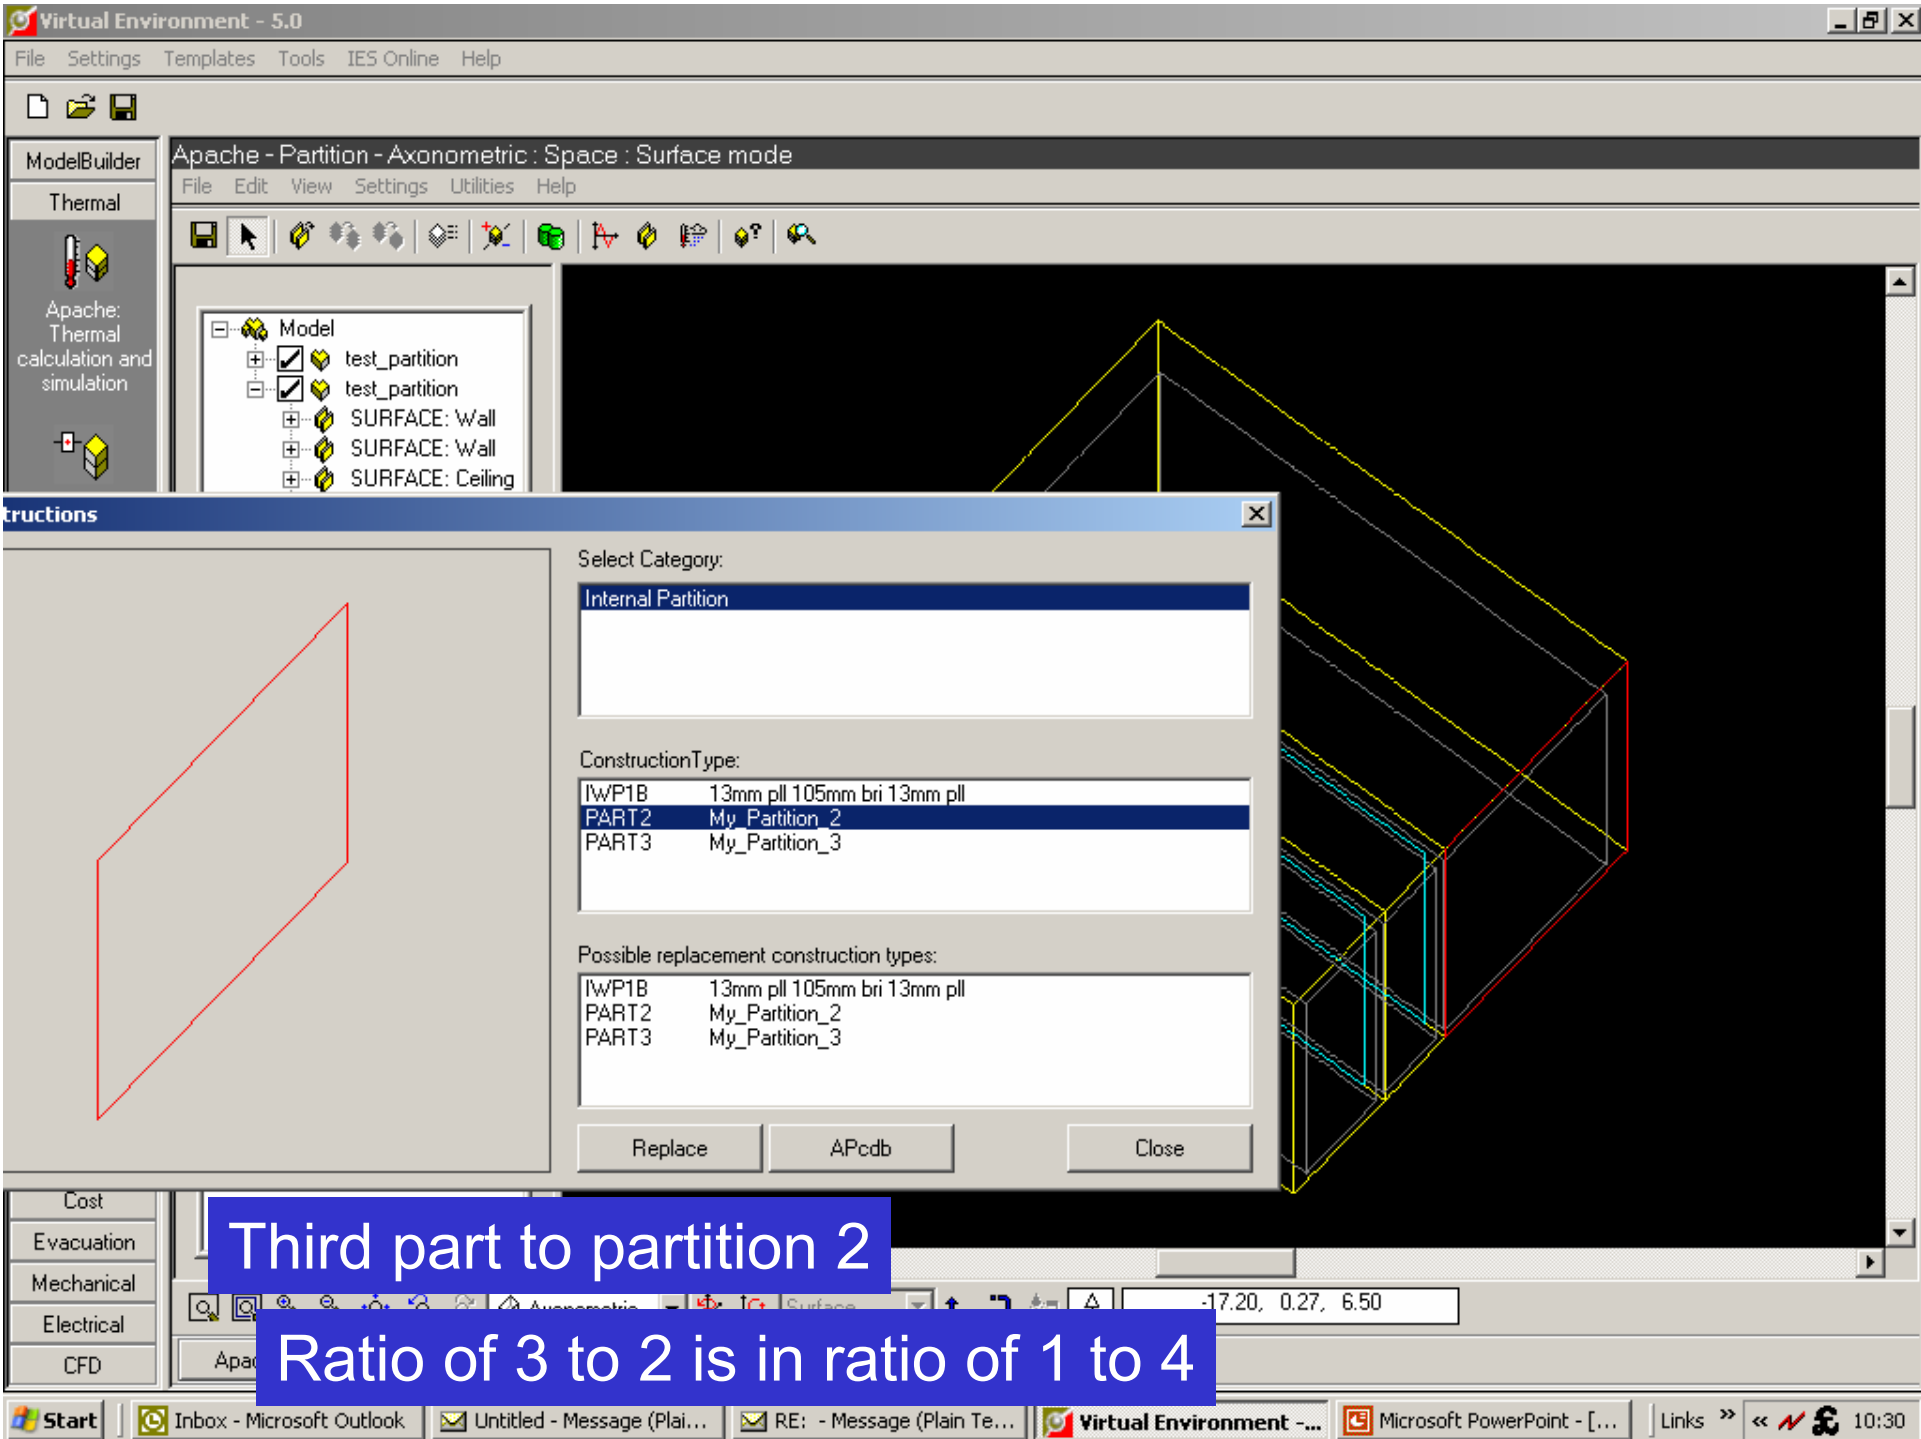 Virtual Environment - 5.0
File Settings Templates Tools IES Online Help
ModelBuilder
Thermal
Apache:
Thermal
calculation and
simulation
Apache - Partition - Axonometric : Space : Surface mode
File Edit View Settings Utilities Help
Model
test_partition
test_partition
SURFACE: Wall
SURFACE: Wall
SURFACE: Ceiling
tructions
Select Category:
Internal Partition
ConstructionType:
IWP1B 13mm pll 105mm bri 13mm pll
PART2 My_Partition_2
PART3 My_Partition_3
Possible replacement construction types:
IWP1B 13mm pll 105mm bri 13mm pll
PART2 My_Partition_2
PART3 My_Partition_3
Replace APcdb Close
Cost
Evacuation
Mechanical
Electrical
CFD
Third part to partition 2
Axonometric Surface -17.20, 0.27, 6.50
Apac
Ratio of 3 to 2 is in ratio of 1 to 4
Start Inbox - Microsoft Outlook Untitled - Message (Plai... RE: - Message (Plain Te... Virtual Environment -... Microsoft PowerPoint - [... Links » « 10:30